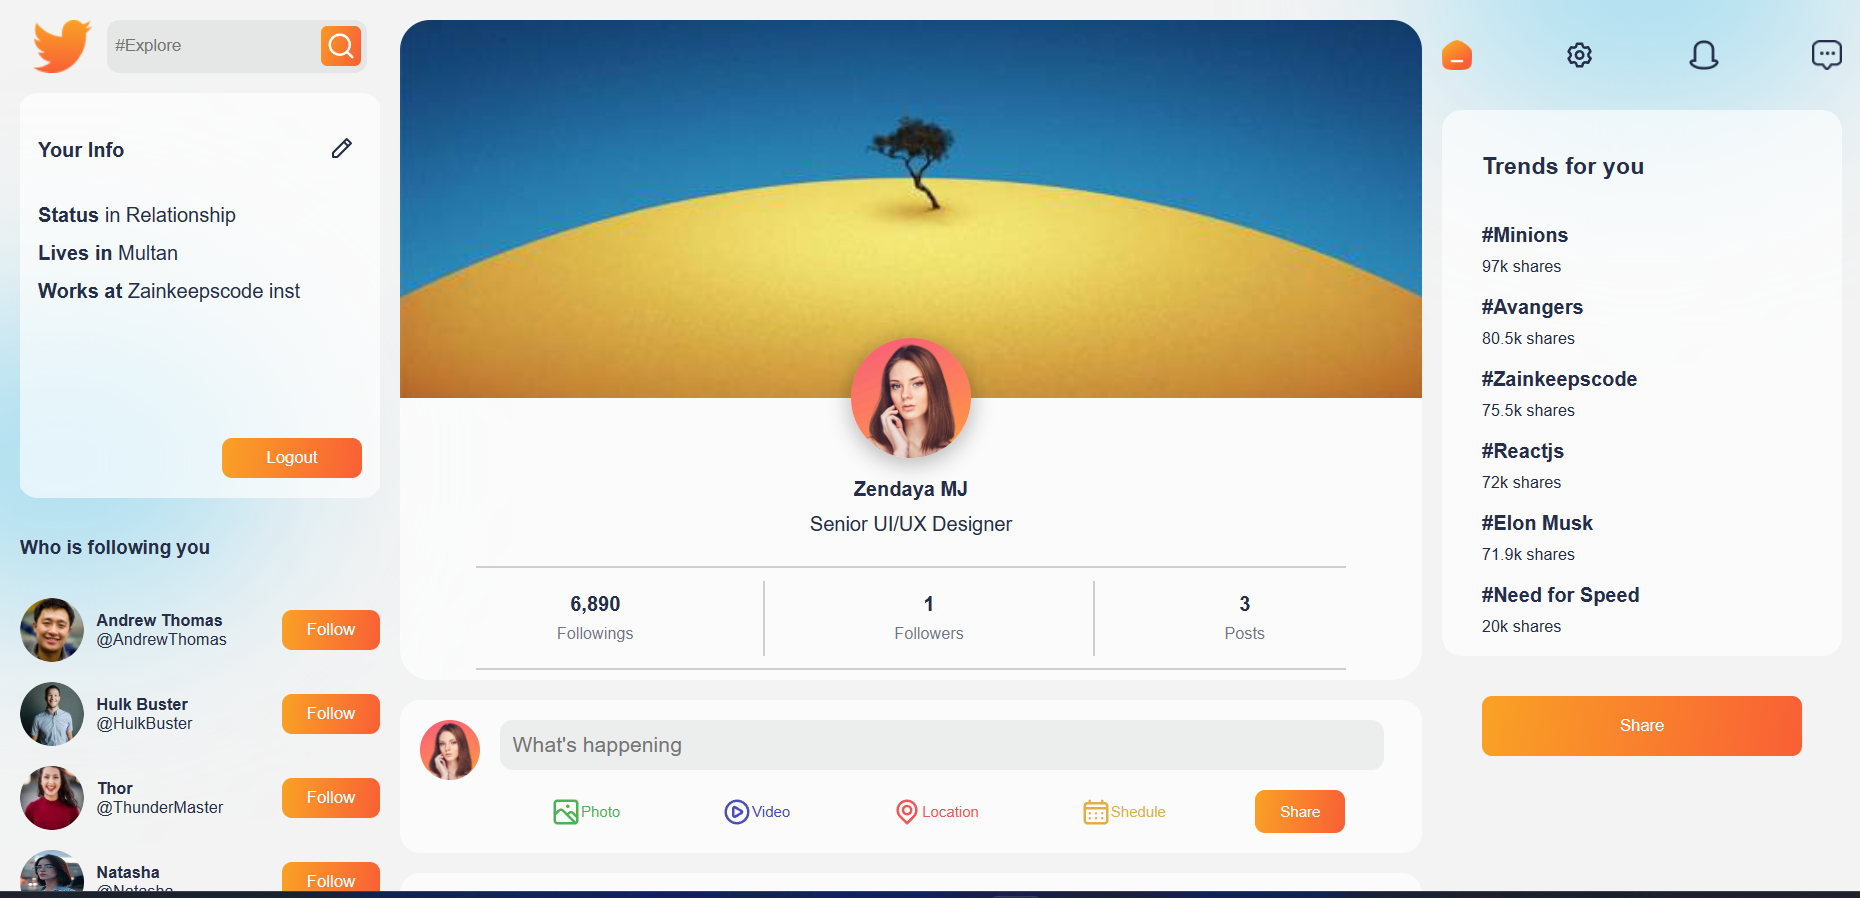 #Explore
Your Info
Status in Relationship
Lives in Multan
Works at Zainkeepscode inst
Logout
Who is following you
Andrew Thomas
@AndrewThomas
Follow
Hulk Buster
@HulkBuster
Follow
Thor
@ThunderMaster
Follow
Natasha
@Natasha
Follow
Zendaya MJ
Senior UI/UX Designer
6,890
Followings
1
Followers
3
Posts
What's happening
Photo
Video
Location
Shedule
Share
Trends for you
#Minions
97k shares
#Avangers
80.5k shares
#Zainkeepscode
75.5k shares
#Reactjs
72k shares
#Elon Musk
71.9k shares
#Need for Speed
20k shares
Share